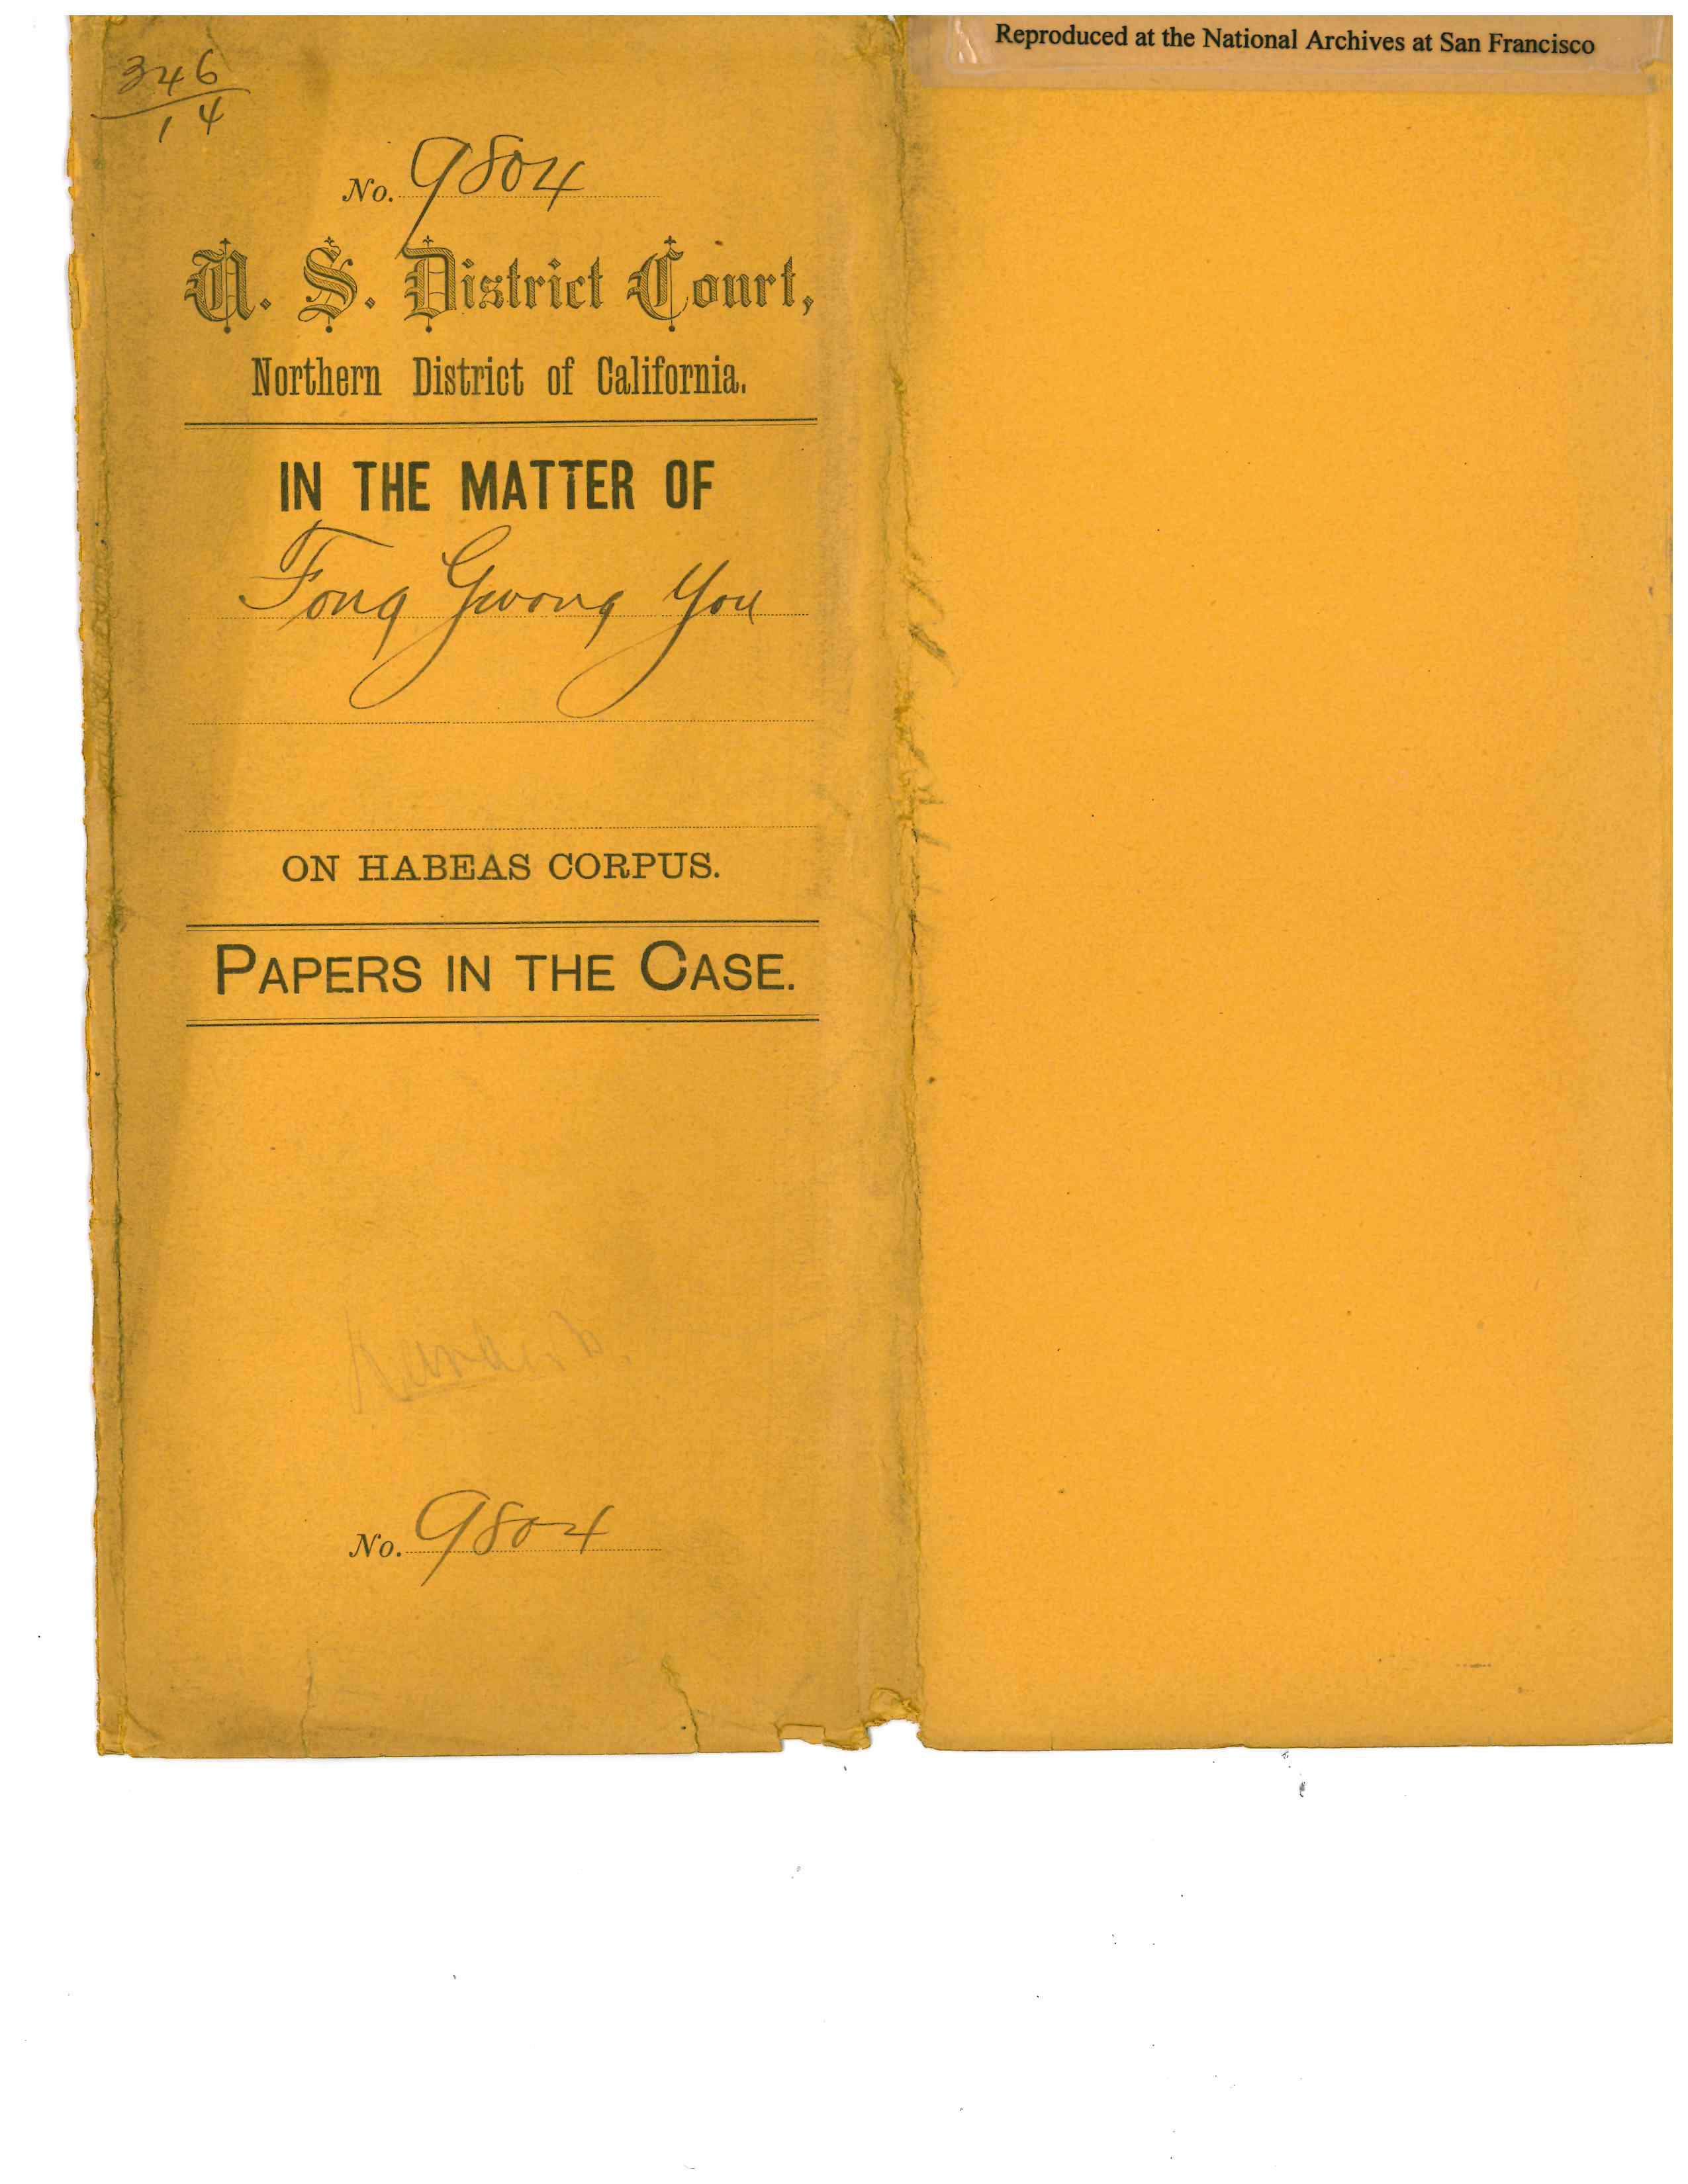 Reproduced at the National Archives at San Francisco
346
14
No. 9804
U. S. District Court,
Northern District of California.
IN THE MATTER OF
Fong Gwong You
ON HABEAS CORPUS.
PAPERS IN THE CASE.
No. 9804